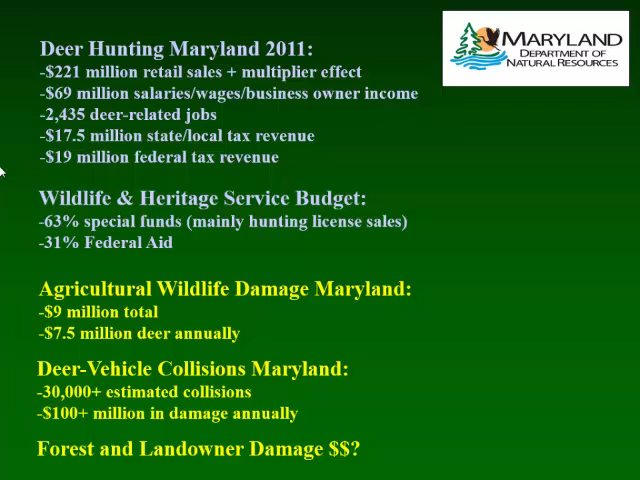 MARYLAND
DEPARTMENT OF
NATURAL RESOURCES
Deer Hunting Maryland 2011:
-$221 million retail sales + multiplier effect
-$69 million salaries/wages/business owner income
-2,435 deer-related jobs
-$17.5 million state/local tax revenue
-$19 million federal tax revenue
Wildlife & Heritage Service Budget:
-63% special funds (mainly hunting license sales)
-31% Federal Aid
Agricultural Wildlife Damage Maryland:
-$9 million total
-$7.5 million deer annually
Deer-Vehicle Collisions Maryland:
-30,000+ estimated collisions
-$100+ million in damage annually
Forest and Landowner Damage $$?